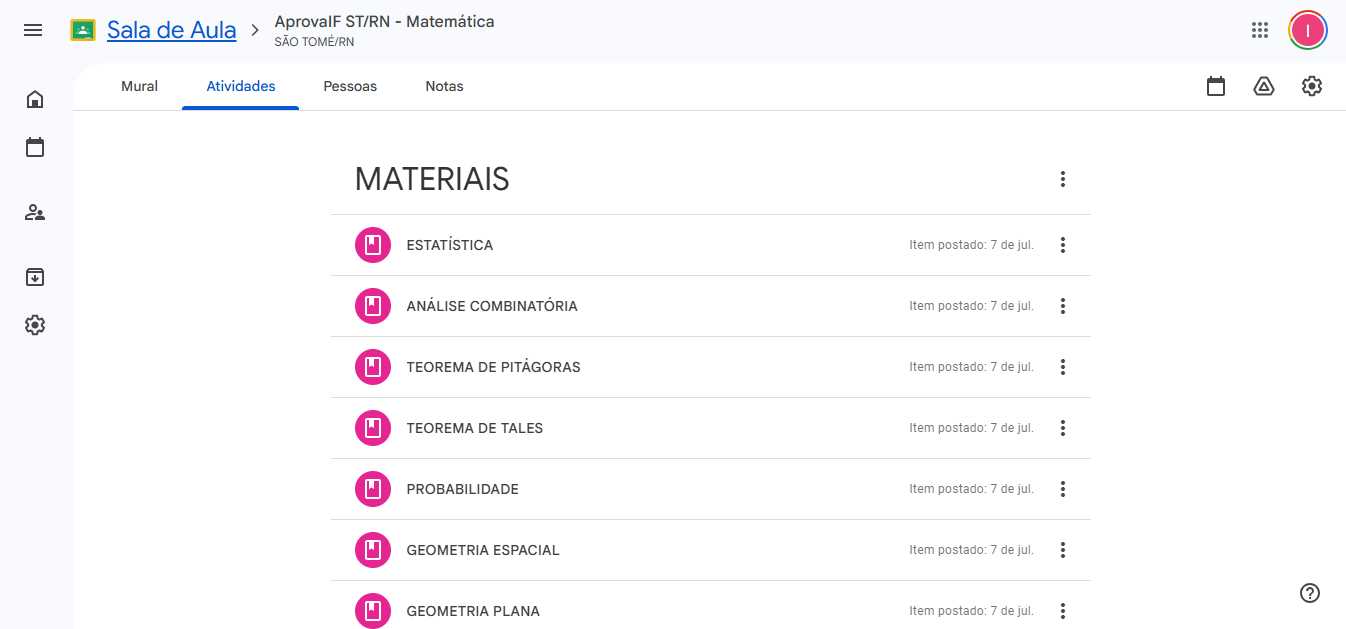 Sala de Aula
AprovaIF ST/RN - Matemática
SÃO TOMÉ/RN
I
Mural
Atividades
Pessoas
Notas
MATERIAIS
ESTATÍSTICA
Item postado: 7 de jul.
ANÁLISE COMBINATÓRIA
Item postado: 7 de jul.
TEOREMA DE PITÁGORAS
Item postado: 7 de jul.
TEOREMA DE TALES
Item postado: 7 de jul.
PROBABILIDADE
Item postado: 7 de jul.
GEOMETRIA ESPACIAL
Item postado: 7 de jul.
GEOMETRIA PLANA
Item postado: 7 de jul.